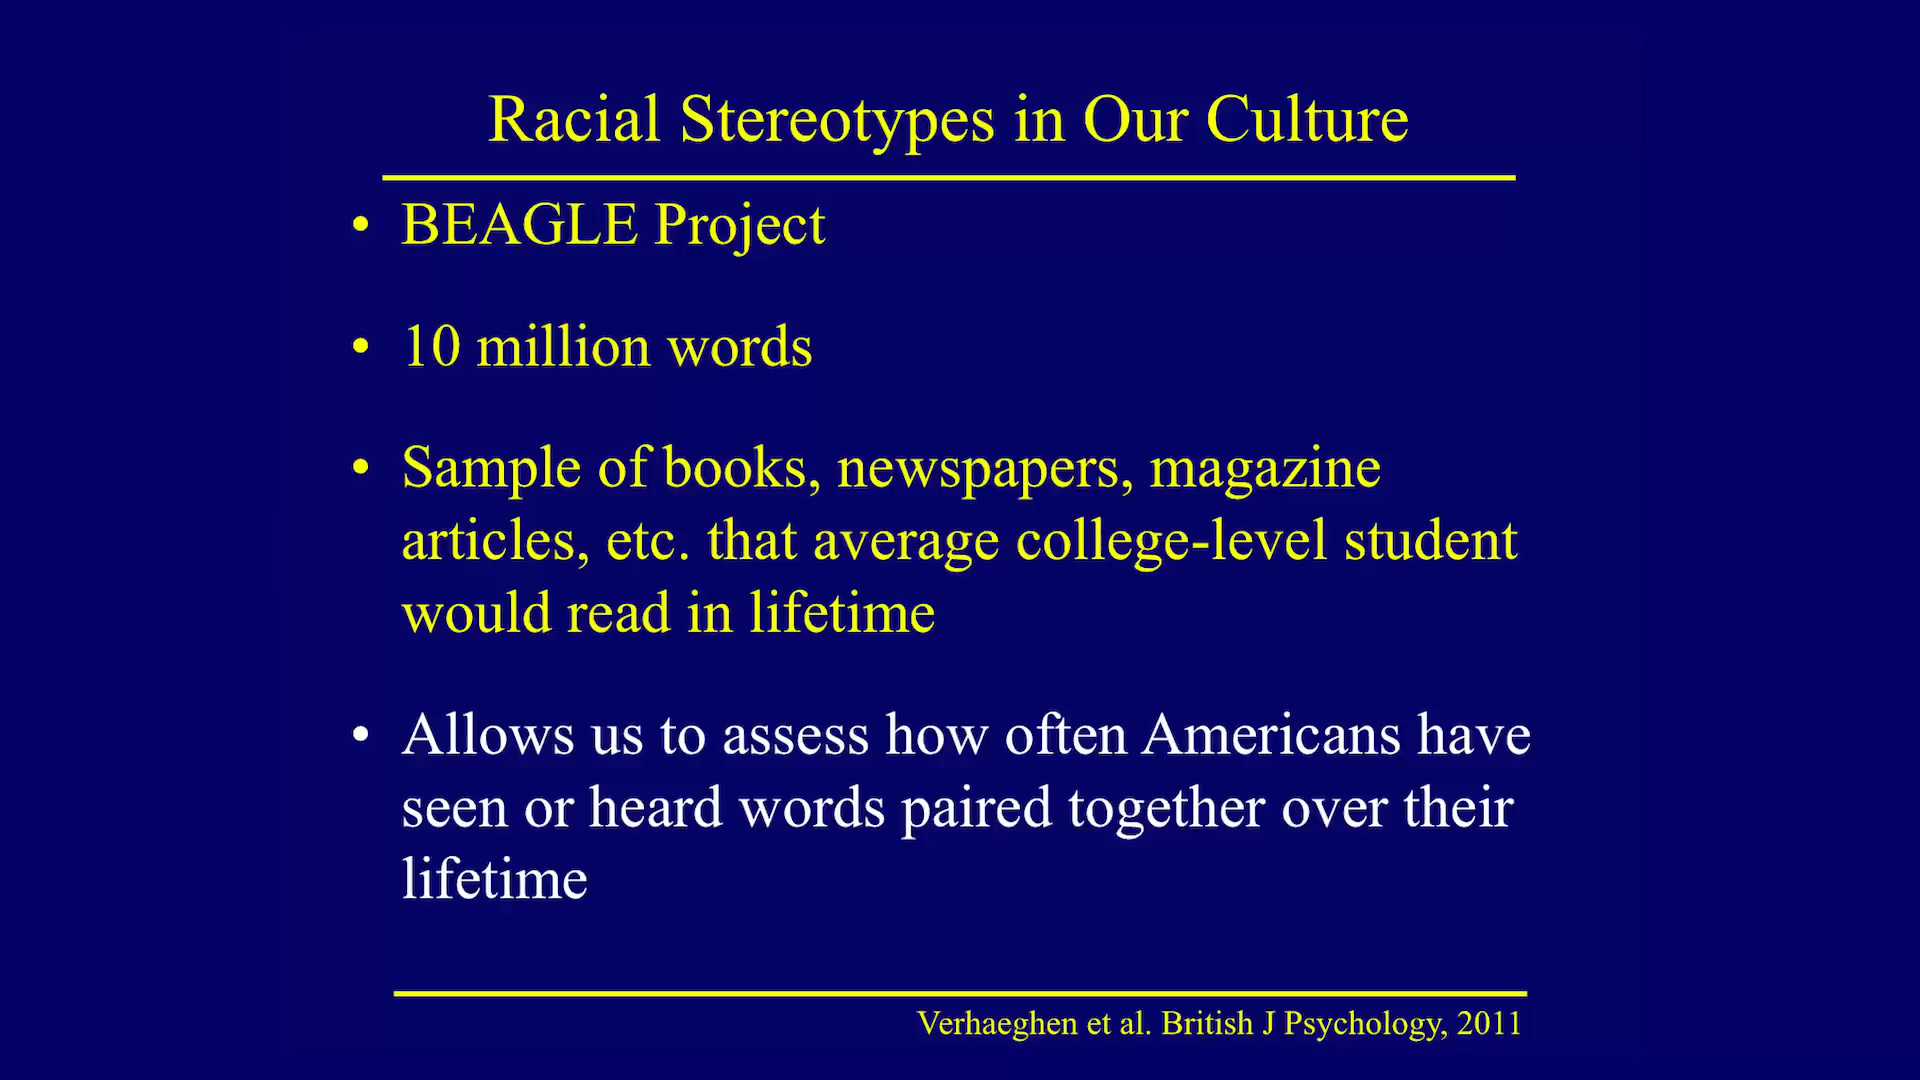 Racial Stereotypes in Our Culture
• BEAGLE Project
• 10 million words
• Sample of books, newspapers, magazine
articles, etc. that average college-level student
would read in lifetime
• Allows us to assess how often Americans have
seen or heard words paired together over their
lifetime
Verhaeghen et al. British J Psychology, 2011